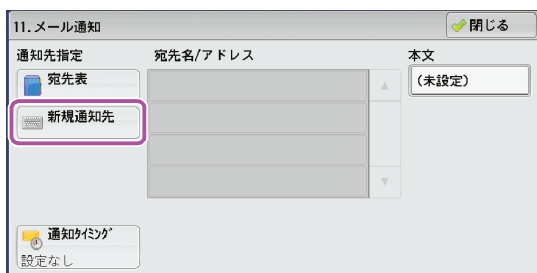 11.メール通知
閉じる
通知先指定
宛先名/アドレス
本文
宛先表
(未設定)
新規通知先
通知ﾀｲﾐﾝｸﾞ
設定なし